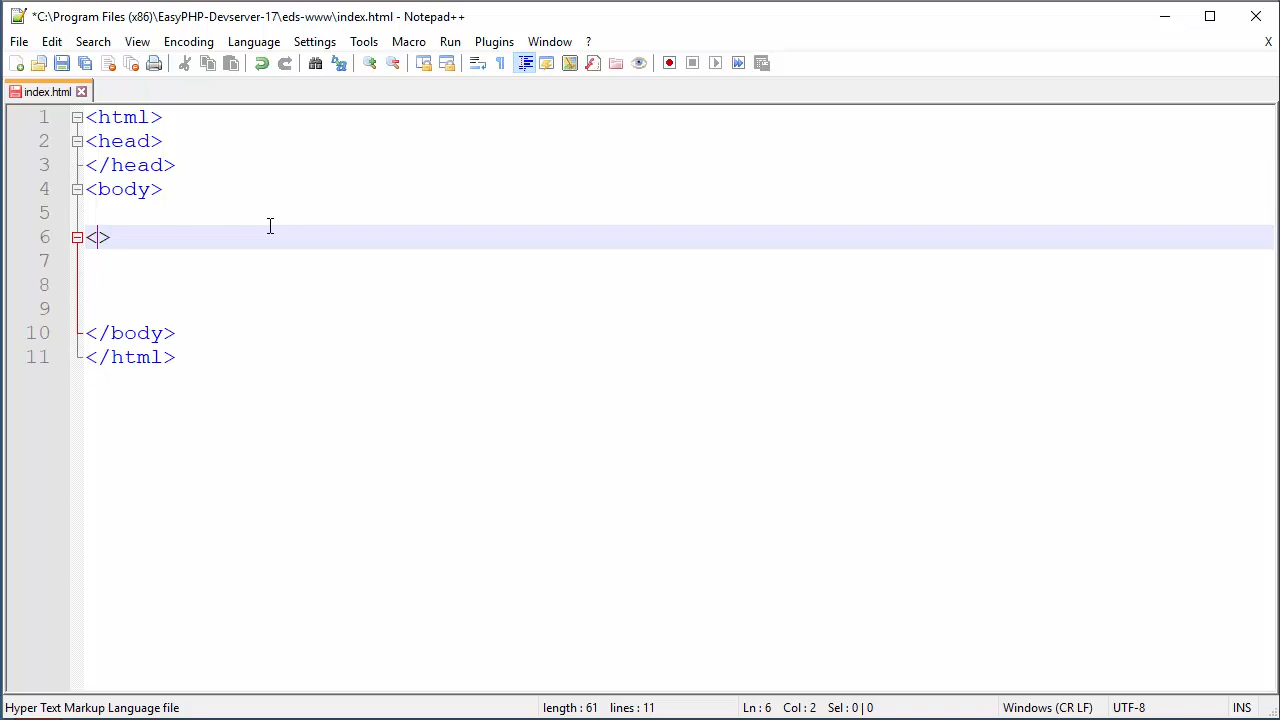 *C:\Program Files (x86)\EasyPHP-Devserver-17\eds-www\index.html - Notepad++
File Edit Search View Encoding Language Settings Tools Macro Run Plugins Window ? X
index.html
1 <html>
2 <head>
3 </head>
4 <body>
5
6 <>
7
8
9
10 </body>
11 </html>
Hyper Text Markup Language file length : 61 lines : 11 Ln : 6 Col : 2 Sel : 0 | 0 Windows (CR LF) UTF-8 INS